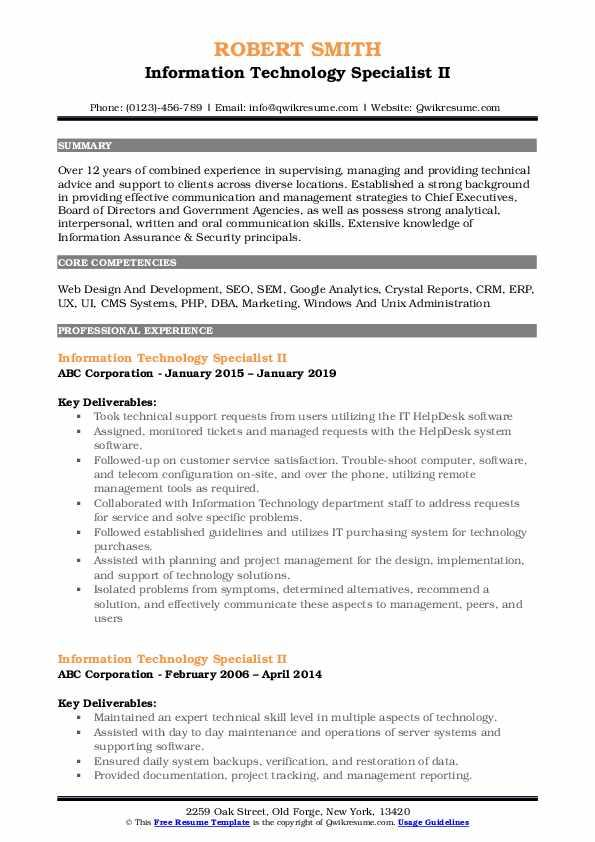 ROBERT SMITH
Information Technology Specialist II
Phone: (0123)-456-789 | Email: info@qwikresume.com | Website: Qwikresume.com
SUMMARY
Over 12 years of combined experience in supervising, managing and providing technical
advice and support to clients across diverse locations. Established a strong background
in providing effective communication and management strategies to Chief Executives,
Board of Directors and Government Agencies, as well as possess strong analytical,
interpersonal, written and oral communication skills. Extensive knowledge of
Information Assurance & Security principals.
CORE COMPETENCIES
Web Design And Development, SEO, SEM, Google Analytics, Crystal Reports, CRM, ERP,
UX, UI, CMS Systems, PHP, DBA, Marketing, Windows And Unix Administration
PROFESSIONAL EXPERIENCE
Information Technology Specialist II
ABC Corporation - January 2015 – January 2019
Key Deliverables:
▪ Took technical support requests from users utilizing the IT HelpDesk software
▪ Assigned, monitored tickets and managed requests with the HelpDesk system
software.
▪ Followed-up on customer service satisfaction. Trouble-shoot computer, software,
and telecom configuration on-site, and over the phone, utilizing remote
management tools as required.
▪ Collaborated with Information Technology department staff to address requests
for service and solve specific problems.
▪ Followed established guidelines and utilizes IT purchasing system for technology
purchases.
▪ Assisted with planning and project management for the design, implementation,
and support of technology solutions.
▪ Isolated problems from symptoms, determined alternatives, recommend a
solution, and effectively communicate these aspects to management, peers, and
users
Information Technology Specialist II
ABC Corporation - February 2006 – April 2014
Key Deliverables:
▪ Maintained an expert technical skill level in multiple aspects of technology.
▪ Assisted with day to day maintenance and operations of server systems and
supporting software.
▪ Ensured daily system backups, verification, and restoration of data.
▪ Provided documentation, project tracking, and management reporting.
2259 Oak Street, Old Forge, New York, 13420
© This Free Resume Template is the copyright of Qwikresume.com. Usage Guidelines